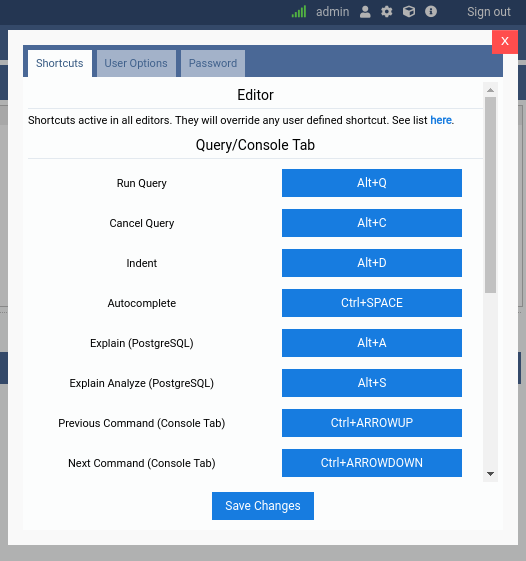 admin Sign out
X
Shortcuts User Options Password
Editor
Shortcuts active in all editors. They will override any user defined shortcut. See list here.
Query/Console Tab
Run Query Alt+Q
Cancel Query Alt+C
Indent Alt+D
Autocomplete Ctrl+SPACE
Explain (PostgreSQL) Alt+A
Explain Analyze (PostgreSQL) Alt+S
Previous Command (Console Tab) Ctrl+ARROWUP
Next Command (Console Tab) Ctrl+ARROWDOWN
Save Changes